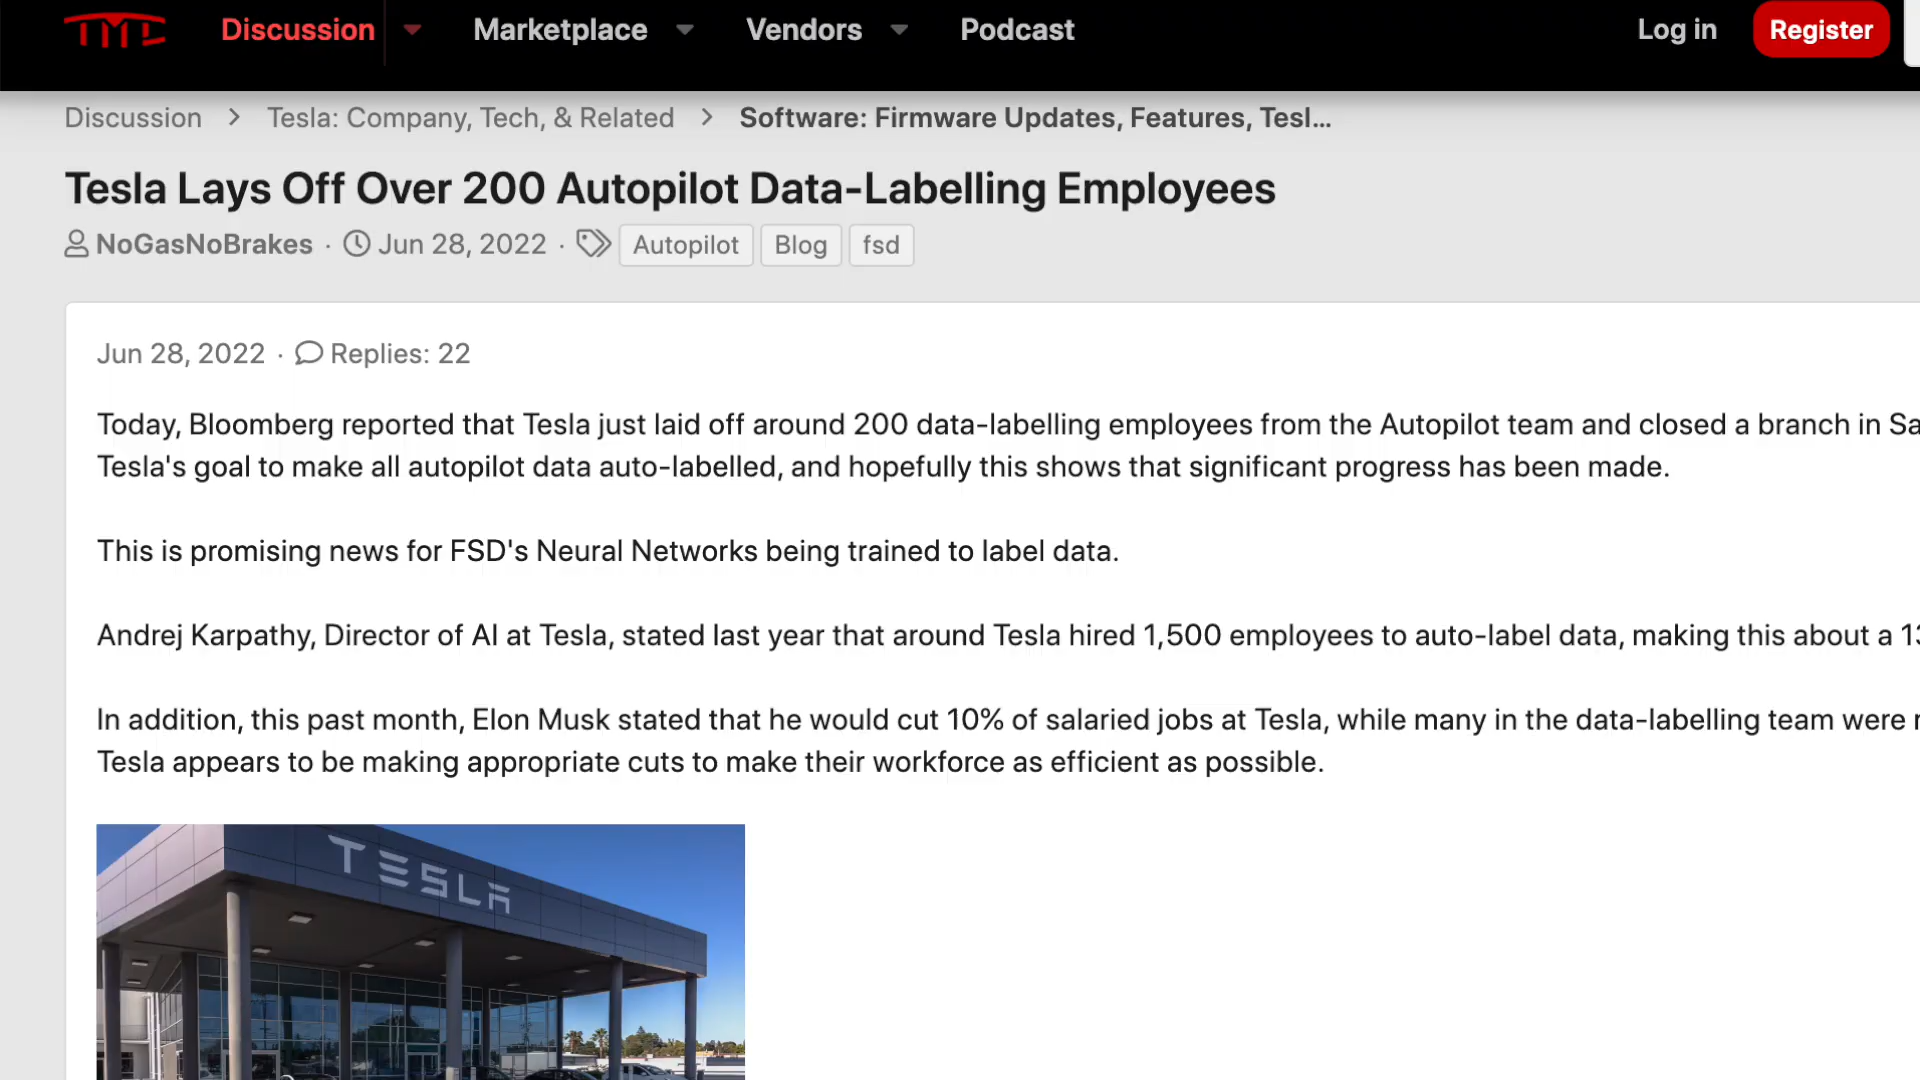 TMC Discussion Marketplace Vendors Podcast Log in Register
Discussion > Tesla: Company, Tech, & Related > Software: Firmware Updates, Features, Tesl...
Tesla Lays Off Over 200 Autopilot Data-Labelling Employees
NoGasNoBrakes · Jun 28, 2022 · Autopilot Blog fsd
Jun 28, 2022 · Replies: 22
Today, Bloomberg reported that Tesla just laid off around 200 data-labelling employees from the Autopilot team and closed a branch in Sa
Tesla's goal to make all autopilot data auto-labelled, and hopefully this shows that significant progress has been made.
This is promising news for FSD's Neural Networks being trained to label data.
Andrej Karpathy, Director of AI at Tesla, stated last year that around Tesla hired 1,500 employees to auto-label data, making this about a 13
In addition, this past month, Elon Musk stated that he would cut 10% of salaried jobs at Tesla, while many in the data-labelling team were
Tesla appears to be making appropriate cuts to make their workforce as efficient as possible.
TESLA